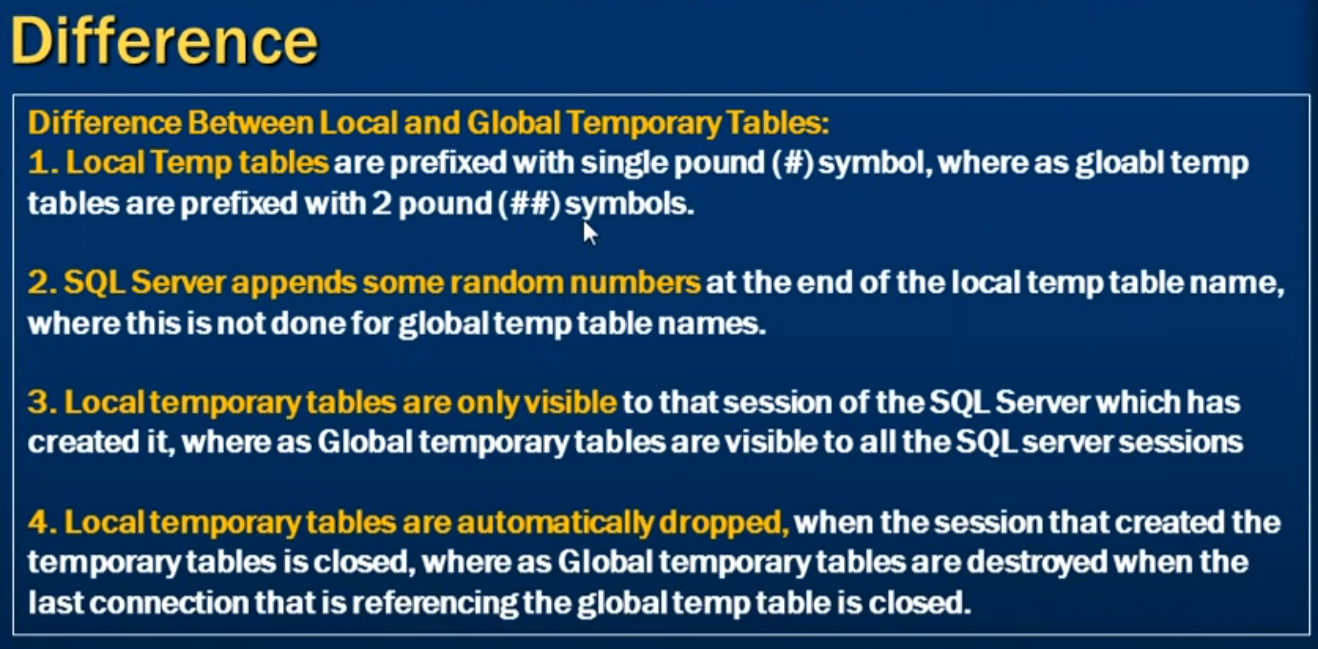 Difference
Difference Between Local and Global Temporary Tables:
1. Local Temp tables are prefixed with single pound (#) symbol, where as gloabl temp
tables are prefixed with 2 pound (##) symbols.
2. SQL Server appends some random numbers at the end of the local temp table name,
where this is not done for global temp table names.
3. Local temporary tables are only visible to that session of the SQL Server which has
created it, where as Global temporary tables are visible to all the SQL server sessions
4. Local temporary tables are automatically dropped, when the session that created the
temporary tables is closed, where as Global temporary tables are destroyed when the
last connection that is referencing the global temp table is closed.